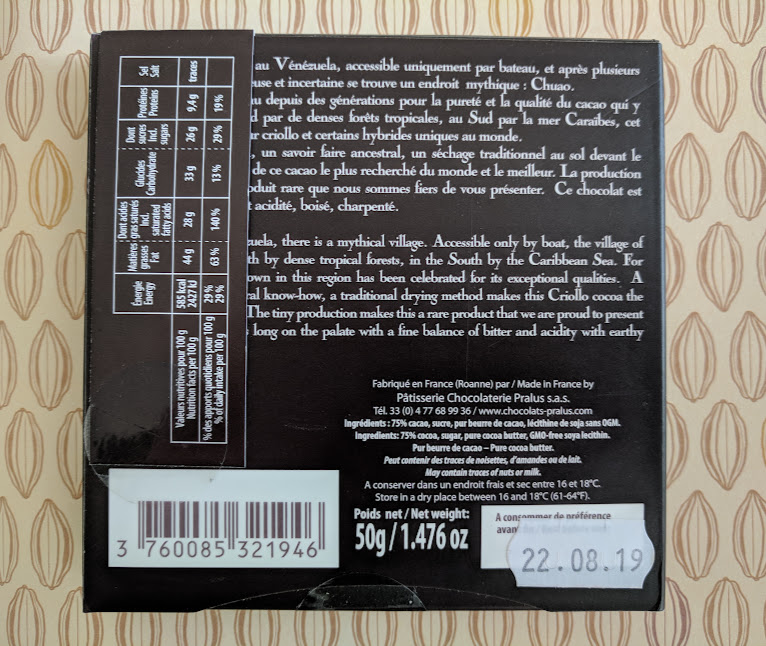 au Vénézuela, accessible uniquement par bateau, et après plusieurs
use et incertaine se trouve un endroit mythique : Chuao.
u depuis des générations pour la pureté et la qualité du cacao qui y
d par de denses forêts tropicales, au Sud par la mer Caraïbes, cet
r criollo et certains hybrides uniques au monde.
, un savoir faire ancestral, un séchage traditionnel au sol devant le
de ce cacao le plus recherché du monde et le meilleur. La production
oduit rare que nous sommes fiers de vous présenter. Ce chocolat est
t acidité, boisé, charpenté.
uela, there is a mythical village. Accessible only by boat, the village of
th by dense tropical forests, in the South by the Caribbean Sea. For
own in this region has been celebrated for its exceptional qualities. A
al know-how, a traditional drying method makes this Criollo cocoa the
The tiny production makes this a rare product that we are proud to present
long on the palate with a fine balance of bitter and acidity with earthy
Valeurs nutritives pour 100 g
Nutrition facts per 100 g
% des apports quotidiens pour 100 g
% of daily intake per 100 g
Énergie
Energy
585 kcal
2427 kJ
29 %
29 %
Matières
grasses
Fat
44 g
63 %
Dont acides
gras saturés
Incl.
saturated
fatty acids
28 g
140 %
Glucides
Carbohydrate
33 g
13 %
Dont
sucres
Incl.
sugars
26 g
29 %
Protéines
Proteins
9,4 g
19 %
Sel
Salt
traces
Fabriqué en France (Roanne) par / Made in France by
Pâtisserie Chocolaterie Pralus s.a.s.
Tél. 33 (0) 4 77 68 99 36 / www.chocolats-pralus.com
Ingrédients : 75% cacao, sucre, pur beurre de cacao, lécithine de soja sans OGM.
Ingredients: 75% cocoa, sugar, pure cocoa butter, GMO-free soya lecithin.
Pur beurre de cacao – Pure cocoa butter.
Peut contenir des traces de noisettes, d'amandes ou de lait.
May contain traces of nuts or milk.
A conserver dans un endroit frais et sec entre 16 et 18°C.
Store in a dry place between 16 and 18°C (61-64°F).
Poids net / Net weight:
50g / 1.476 oz
A consommer de préférence
avan
22.08.19
3 760085 321946